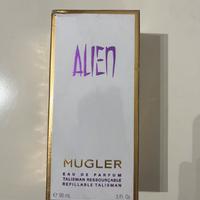 ALIEN
MUGLER
EAU DE PARFUM
TALISMAN RESSOURÇABLE
REFILLABLE TALISMAN
e 90 mL 3 Fl. Oz.